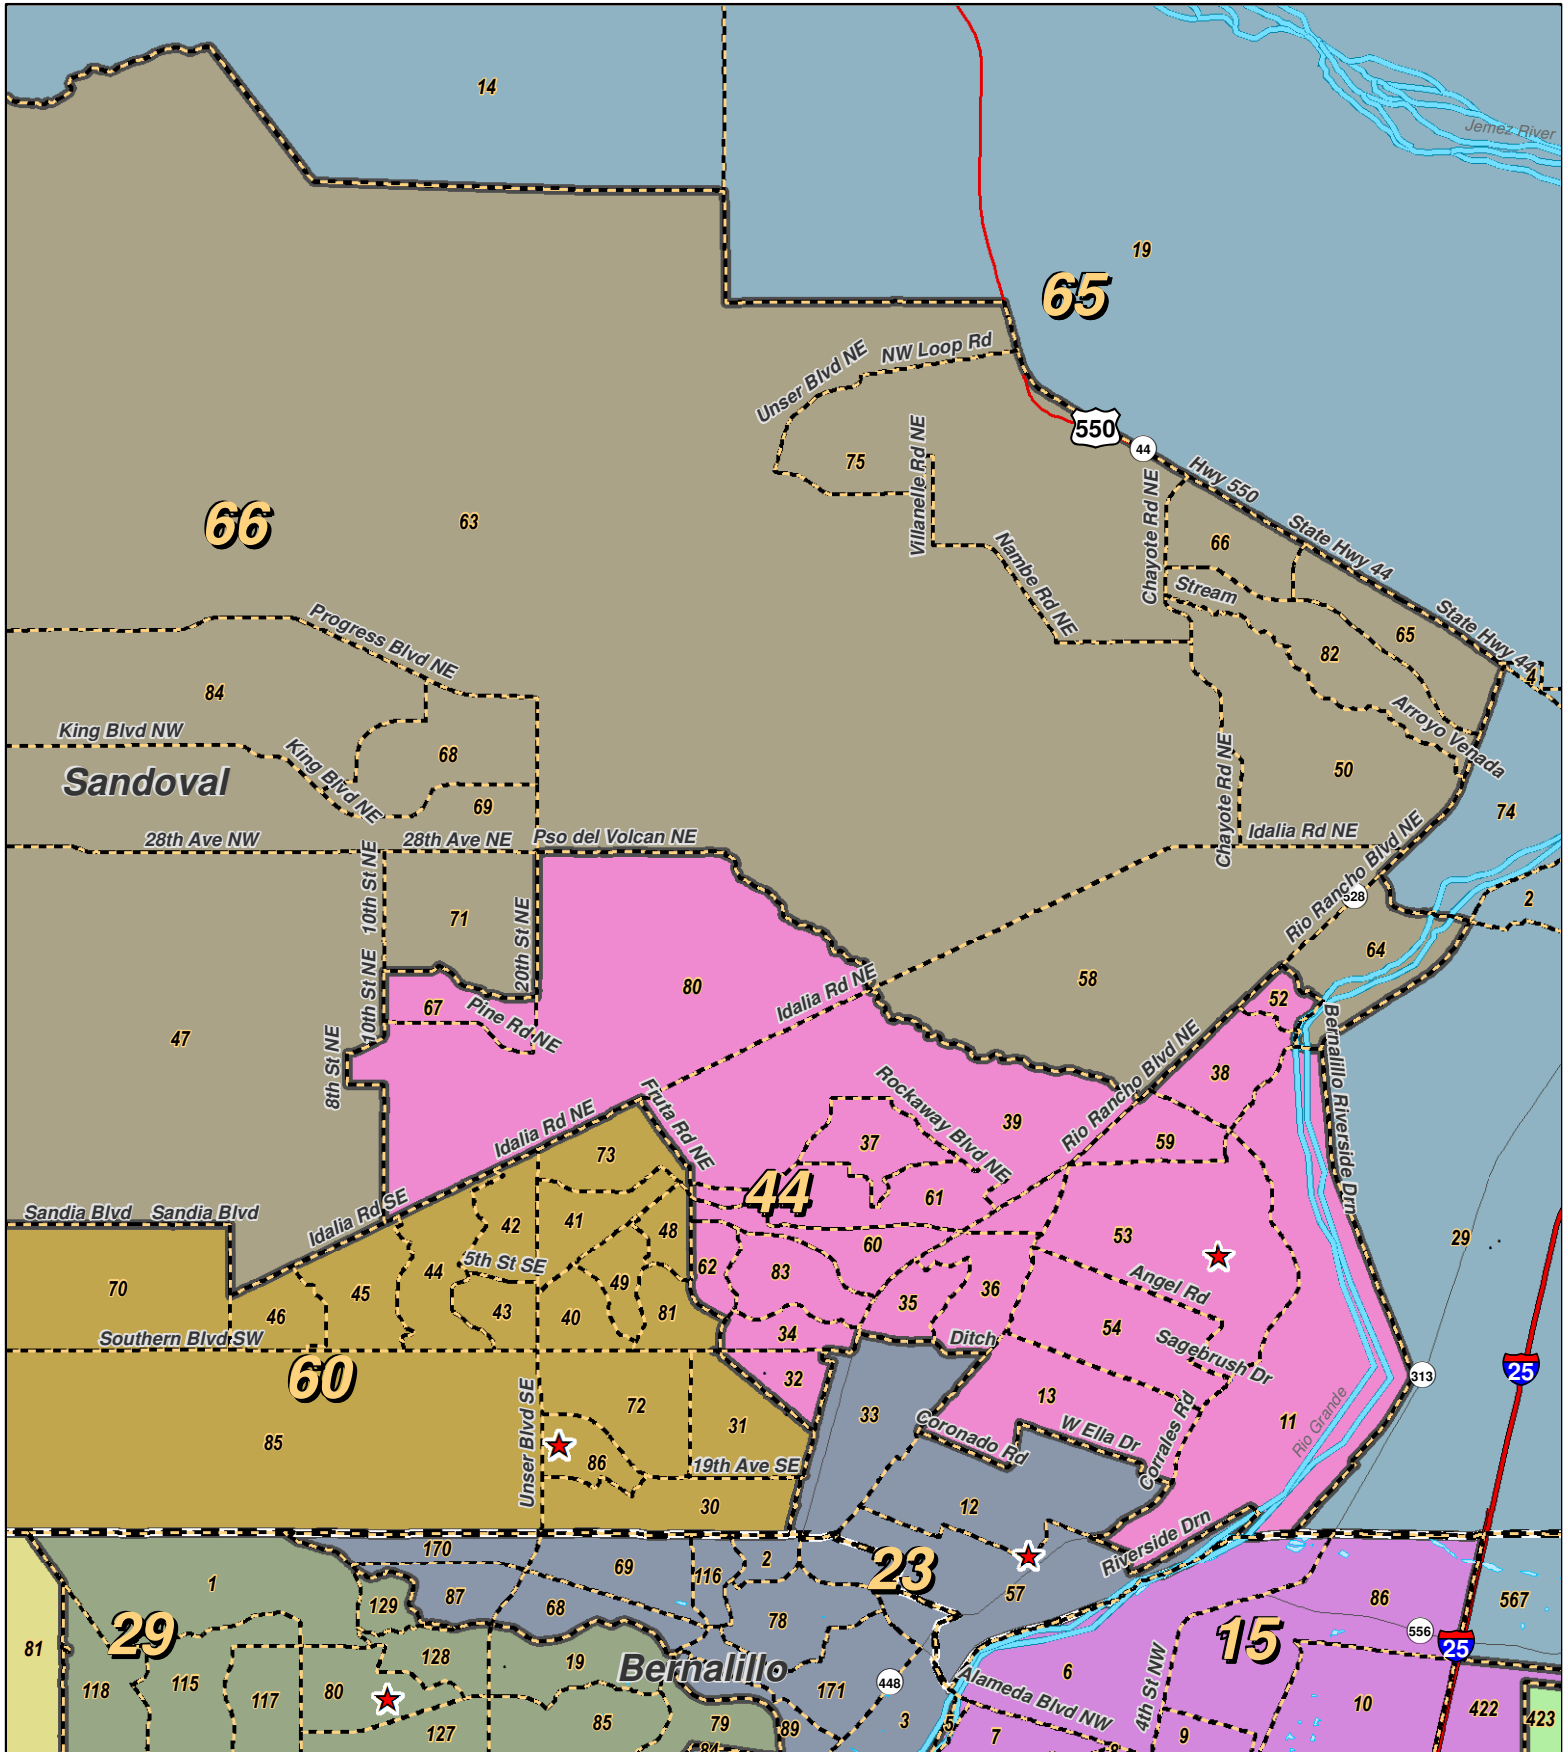 14
Jemez River
19
65
NW Loop Rd
Unser Blvd NE
550
44
75
Villanelle Rd NE
Hwy 550
Chayote Rd NE
66
63
66
State Hwy 44
Nambe Rd NE
Stream
State Hwy 44
65
82
4
Progress Blvd NE
84
Arroyo Venada
King Blvd NW
King Blvd NE
68
50
Sandoval
69
74
Chayote Rd NE
28th Ave NW
28th Ave NE
Pso del Volcan NE
Idalia Rd NE
Rio Rancho Blvd NE
528
2
10th St NE
71
20th St NE
64
10th St NE
67
Pine Rd NE
80
Idalia Rd NE
58
52
47
8th St NE
Bernalillo Riverside Drn
Rio Rancho Blvd NE
38
Fruta Rd NE
Rockaway Blvd NE
39
Idalia Rd NE
37
59
73
44
61
Sandia Blvd
Sandia Blvd
Idalia Rd SE
42
41
48
60
53
29
5th St SE
44
62
83
36
Angel Rd
70
45
43
49
40
81
35
46
34
54
Southern Blvd SW
Ditch
Sagebrush Dr
60
32
25
313
72
31
33
13
Corrales Rd
11
Rio Grande
Unser Blvd SE
Coronado Rd
W Ella Dr
85
86
19th Ave SE
30
12
Riverside Drn
170
69
116
2
23
57
1
129
87
68
78
86
567
29
15
556
25
81
128
19
Bernalillo
6
118
115
117
80
171
448
Alameda Blvd NW
4th St NW
10
422
423
127
85
79
89
3
5
7
8
9
84